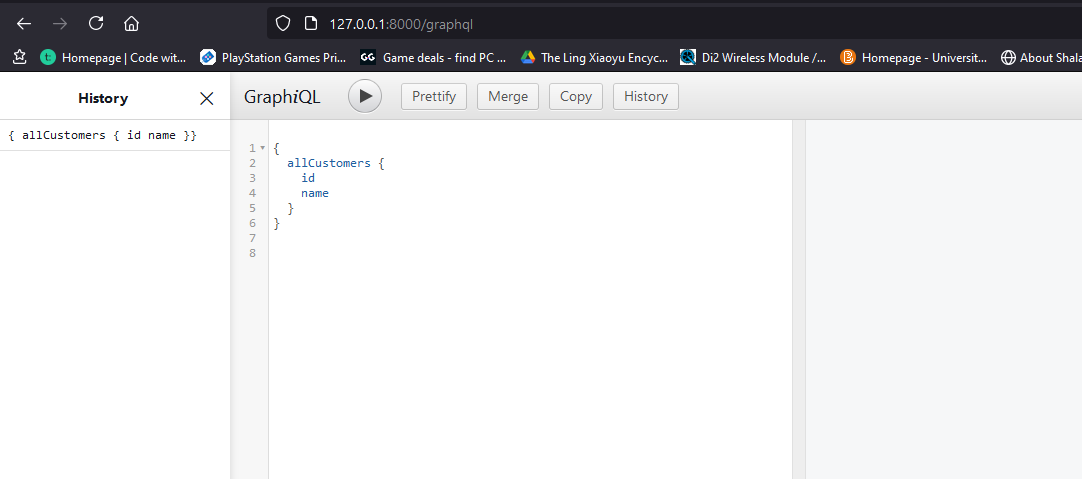 127.0.0.1:8000/graphql
Homepage | Code wit... PlayStation Games Pri... GG Game deals - find PC ... The Ling Xiaoyu Encyc... Di2 Wireless Module /... Homepage - Universit... About Shala
History
GraphiQL Prettify Merge Copy History
{ allCustomers { id name }}
1 {
2 allCustomers {
3 id
4 name
5 }
6 }
7
8